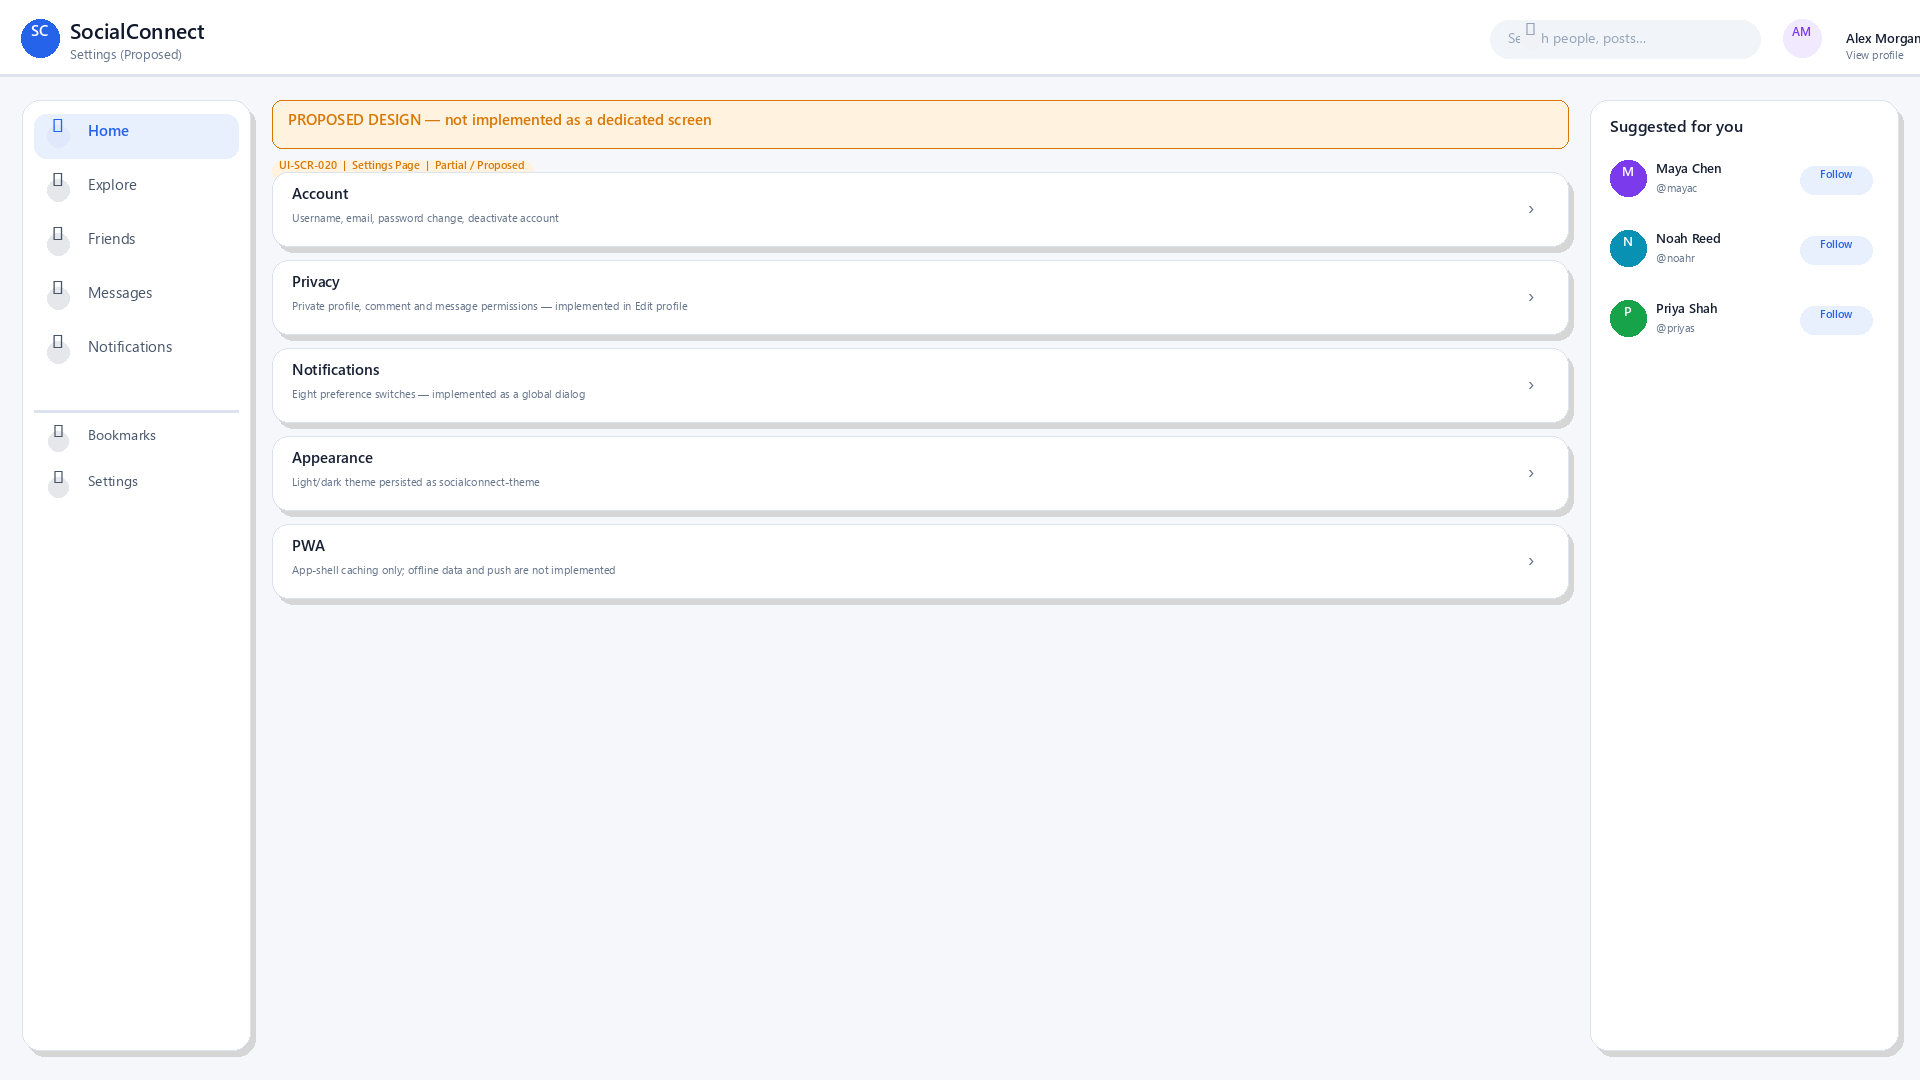 SC
SocialConnect
Settings (Proposed)
Se h people, posts...
AM
Alex Morgan
View profile
Home
Explore
Friends
Messages
Notifications
Bookmarks
Settings
PROPOSED DESIGN — not implemented as a dedicated screen
UI-SCR-020 | Settings Page | Partial / Proposed
Account
Username, email, password change, deactivate account
›
Privacy
Private profile, comment and message permissions — implemented in Edit profile
›
Notifications
Eight preference switches — implemented as a global dialog
›
Appearance
Light/dark theme persisted as socialconnect-theme
›
PWA
App-shell caching only; offline data and push are not implemented
›
Suggested for you
M
Maya Chen
@mayac
Follow
N
Noah Reed
@noahr
Follow
P
Priya Shah
@priyas
Follow